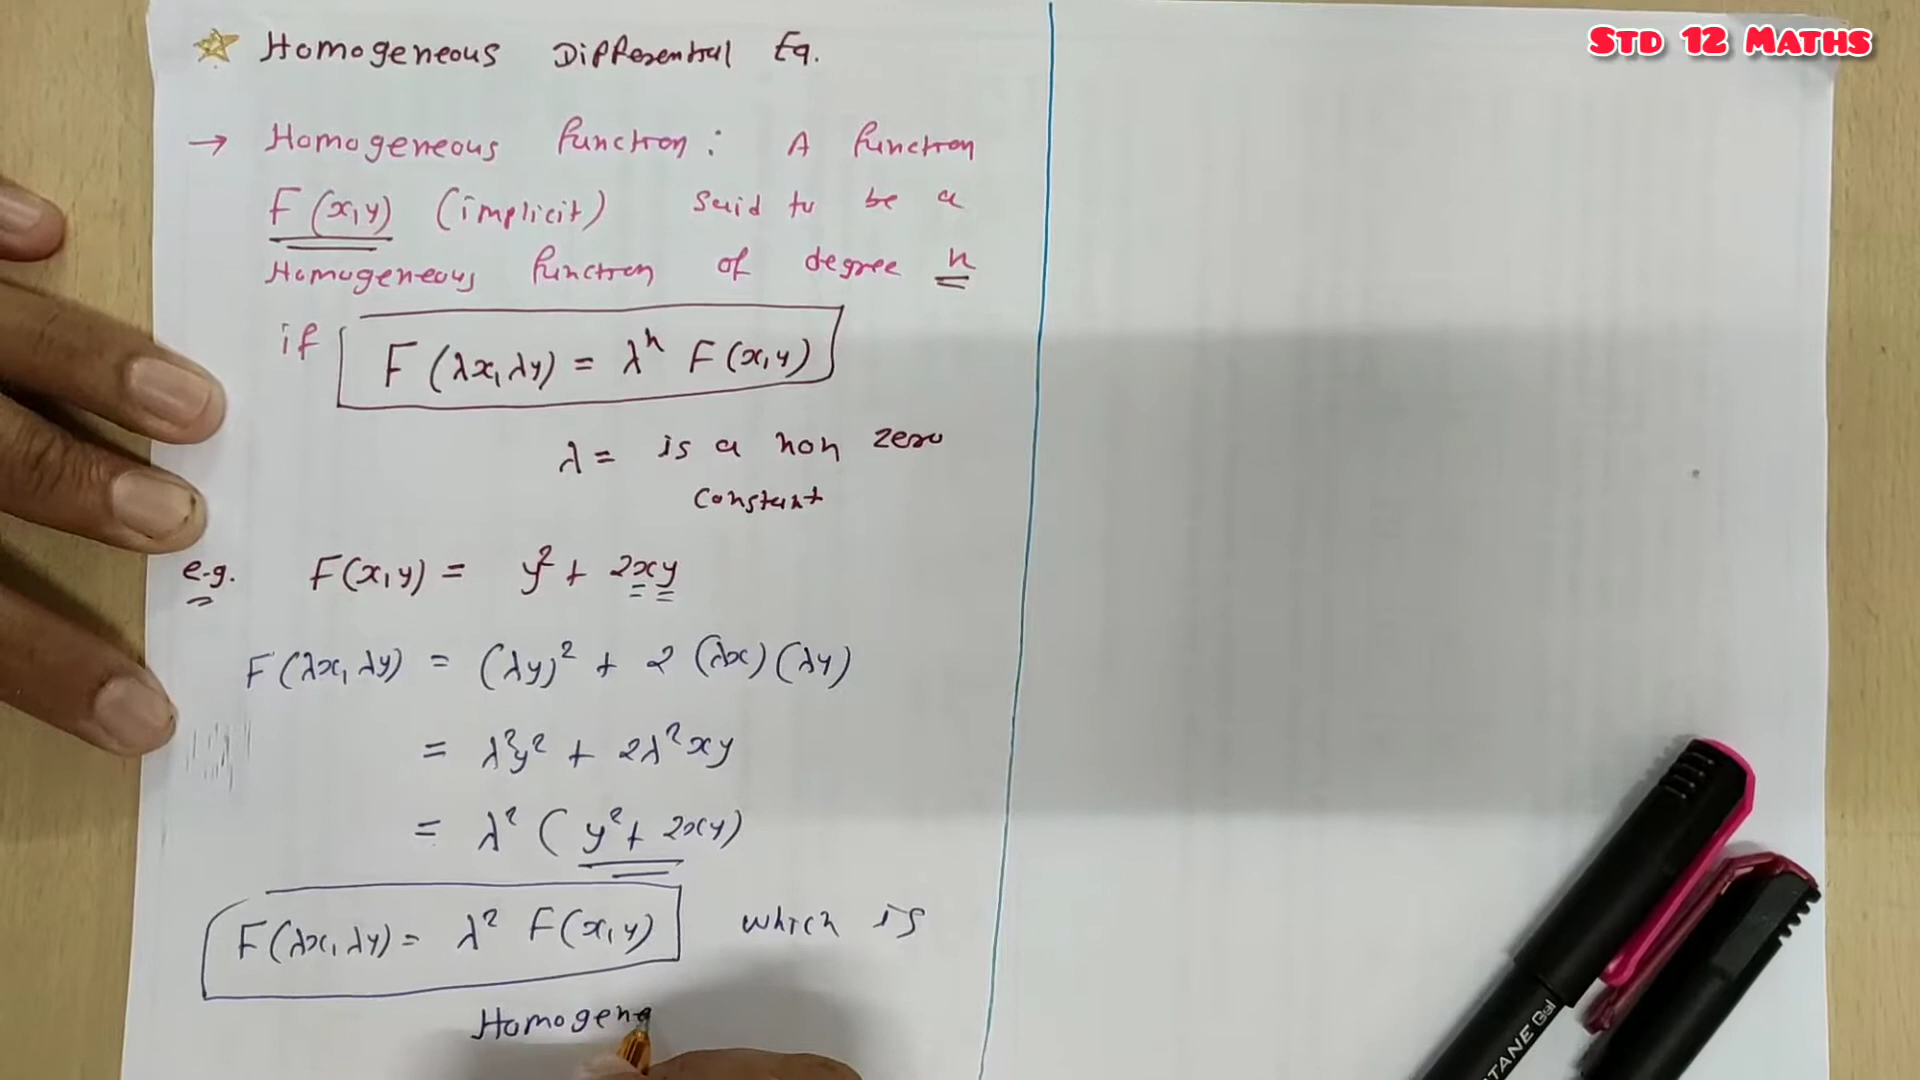 Homogeneous Differential Eq.
STD 12 MATHS
→ Homogeneous function: A function
F(x,y) (implicit) said to be a
Homogeneous function of degree n
if F(λx,λy) = λⁿ F(x,y)
λ = is a non zero
constant
e.g. F(x,y) = y² + 2xy
F(λx, λy) = (λy)² + 2 (λx)(λy)
= λ²y² + 2λ²xy
= λ² (y² + 2xy)
F(λx, λy) = λ² F(x,y) which is
Homogene
TANE Gel